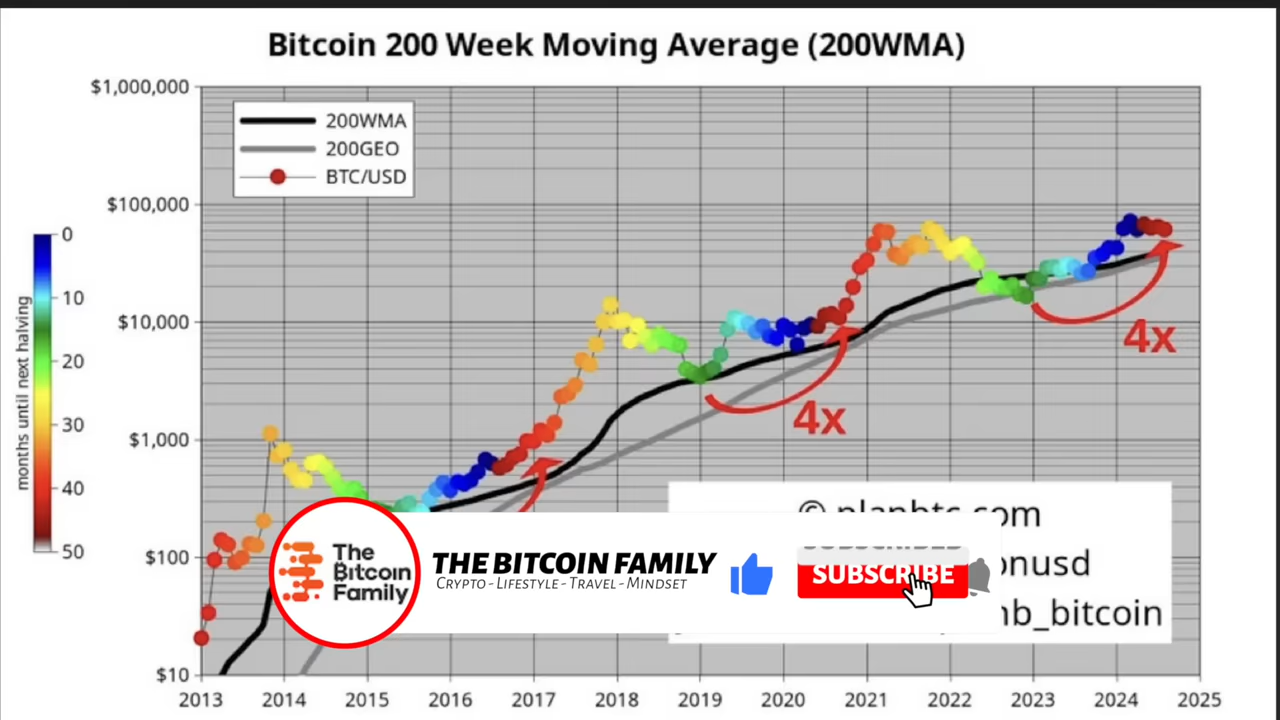 Bitcoin 200 Week Moving Average (200WMA)
$1,000,000
200WMA
200GEO
BTC/USD
$100,000
$10,000
$1,000
$100
$10
months until next halving
0
10
20
30
40
50
4x
4x
© planbtc.com
The
Bitcoin
Family
THE BITCOIN FAMILY
CRYPTO - LIFESTYLE - TRAVEL - MINDSET
SUBSCRIBE
2013 2014 2015 2016 2017 2018 2019 2020 2021 2022 2023 2024 2025